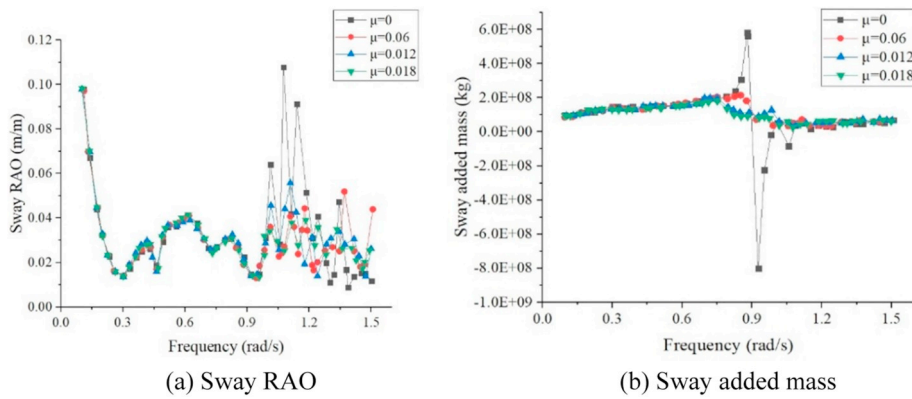 μ=0
μ=0.06
μ=0.012
μ=0.018
0.12
0.10
0.08
0.06
0.04
0.02
0.00
Sway RAO (m/m)
0.0 0.3 0.6 0.9 1.2 1.5
Frequency (rad/s)
(a) Sway RAO
μ=0
μ=0.06
μ=0.012
μ=0.018
6.0E+08
4.0E+08
2.0E+08
0.0E+00
-2.0E+08
-4.0E+08
-6.0E+08
-8.0E+08
-1.0E+09
Sway added mass (kg)
0.0 0.3 0.6 0.9 1.2 1.5
Frequency (rad/s)
(b) Sway added mass